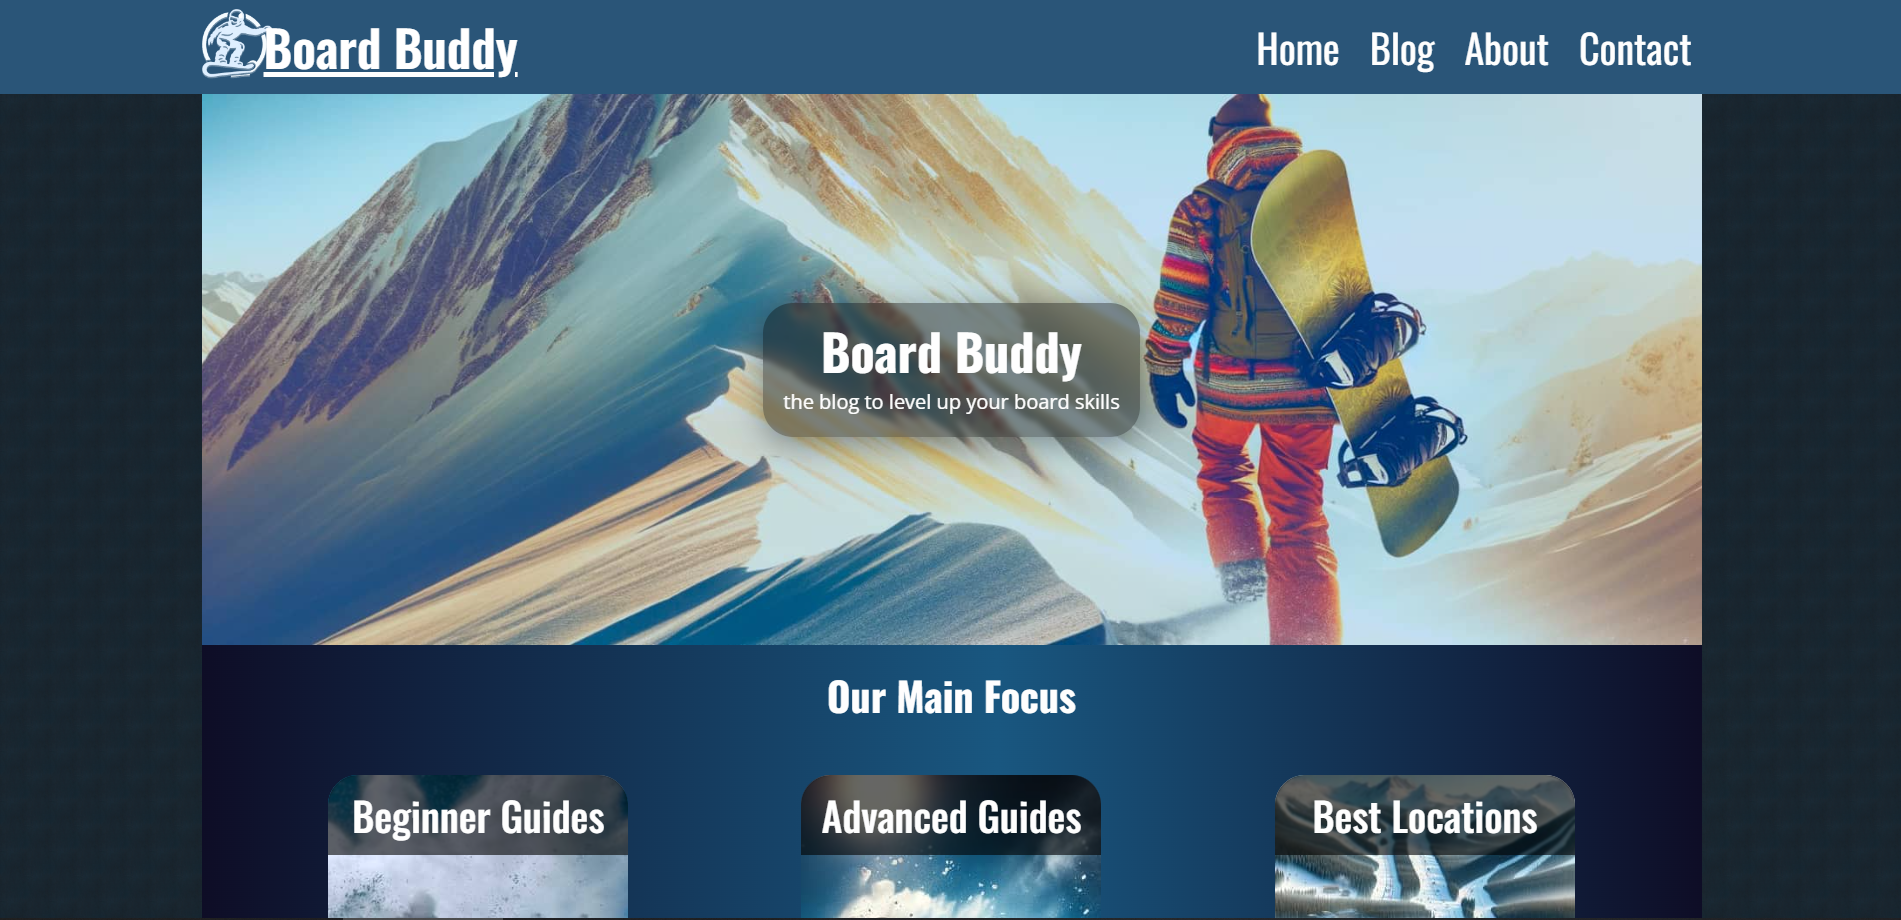 Board Buddy
Home Blog About Contact
Board Buddy
the blog to level up your board skills
Our Main Focus
Beginner Guides
Advanced Guides
Best Locations